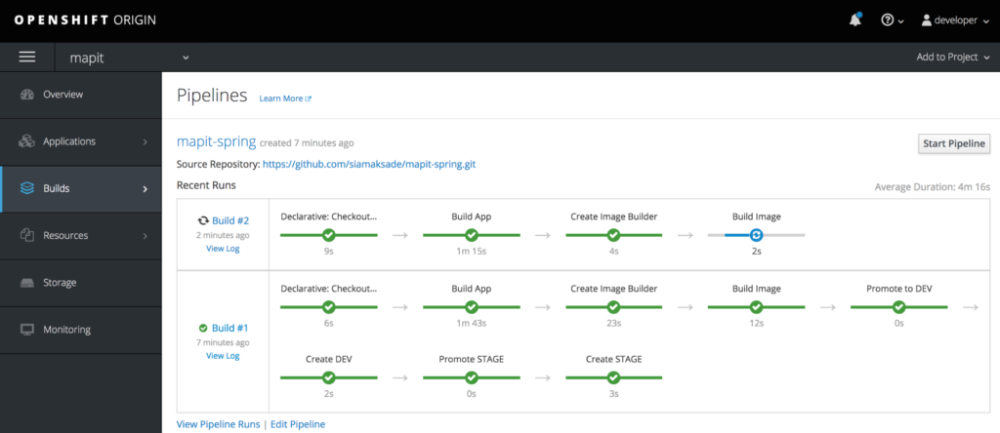 OPENSHIFT ORIGIN
developer
mapit
Add to Project
Overview
Applications
Builds
Resources
Storage
Monitoring
Pipelines Learn More
mapit-spring created 7 minutes ago
Start Pipeline
Source Repository: https://github.com/siamaksade/mapit-spring.git
Recent Runs
Average Duration: 4m 16s
Build #2
2 minutes ago
View Log
Declarative: Checkout... Build App Create Image Builder Build Image
9s 1m 15s 4s 2s
Build #1
7 minutes ago
View Log
Declarative: Checkout... Build App Create Image Builder Build Image Promote to DEV
6s 1m 43s 23s 12s 0s
Create DEV Promote STAGE Create STAGE
2s 0s 3s
View Pipeline Runs | Edit Pipeline